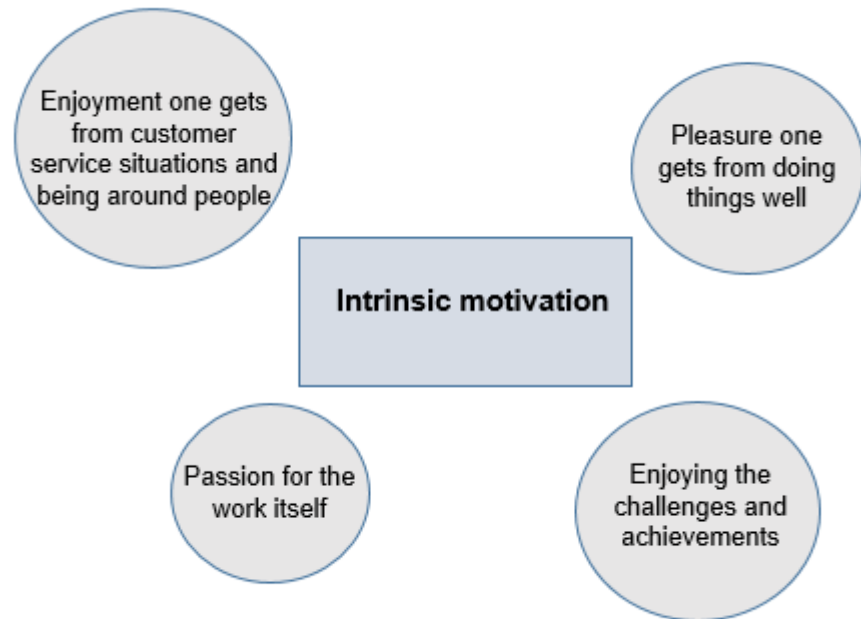 Enjoyment one gets
from customer
service situations and
being around people
Pleasure one
gets from doing
things well
Intrinsic motivation
Passion for the
work itself
Enjoying the
challenges and
achievements